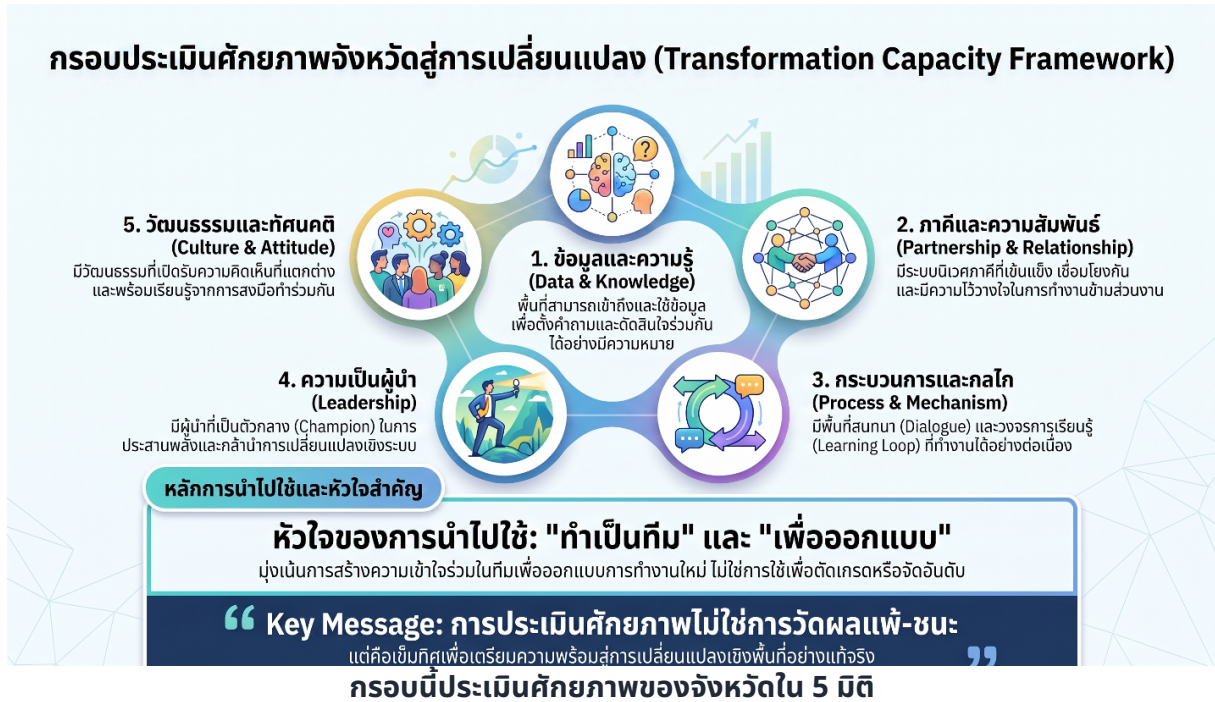 กรอบประเมินศักยภาพจังหวัดสู่การเปลี่ยนแปลง (Transformation Capacity Framework)
1. ข้อมูลและความรู้
(Data & Knowledge)
พื้นที่สามารถเข้าถึงและใช้ข้อมูล
เพื่อตั้งคำถามและตัดสินใจร่วมกัน
ได้อย่างมีความหมาย
2. ภาคีและความสัมพันธ์
(Partnership & Relationship)
มีระบบนิเวศภาคีที่เข้มแข็ง เชื่อมโยงกัน
และมีความไว้วางใจในการทำงานข้ามส่วนงาน
3. กระบวนการและกลไก
(Process & Mechanism)
มีพื้นที่สนทนา (Dialogue) และวงจรการเรียนรู้
(Learning Loop) ที่ทำงานได้อย่างต่อเนื่อง
4. ความเป็นผู้นำ
(Leadership)
มีผู้นำที่เป็นตัวกลาง (Champion) ในการ
ประสานพลังและกล้านำการเปลี่ยนแปลงเชิงระบบ
5. วัฒนธรรมและทัศนคติ
(Culture & Attitude)
มีวัฒนธรรมที่เปิดรับความคิดเห็นที่แตกต่าง
และพร้อมเรียนรู้จากการลงมือทำร่วมกัน
หลักการนำไปใช้และหัวใจสำคัญ
หัวใจของการนำไปใช้: "ทำเป็นทีม" และ "เพื่อออกแบบ"
มุ่งเน้นการสร้างความเข้าใจร่วมในทีมเพื่อออกแบบการทำงานใหม่ ไม่ใช่การใช้เพื่อตัดเกรดหรือจัดอันดับ
“ Key Message: การประเมินศักยภาพไม่ใช่การวัดผลแพ้-ชนะ
แต่คือเข็มทิศเพื่อเตรียมความพร้อมสู่การเปลี่ยนแปลงเชิงพื้นที่อย่างแท้จริง ”
กรอบนี้ประเมินศักยภาพของจังหวัดใน 5 มิติ